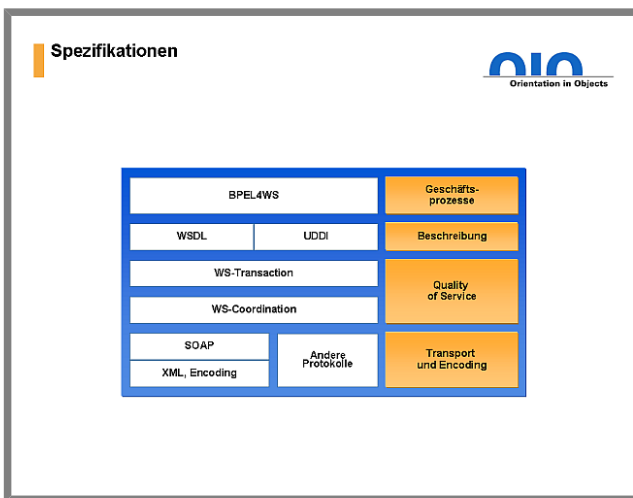 Spezifikationen
Orientation in Objects
BPEL4WS
Geschäfts-
prozesse
WSDL
UDDI
Beschreibung
WS-Transaction
Quality
of Service
WS-Coordination
SOAP
XML, Encoding
Andere
Protokolle
Transport
und Encoding